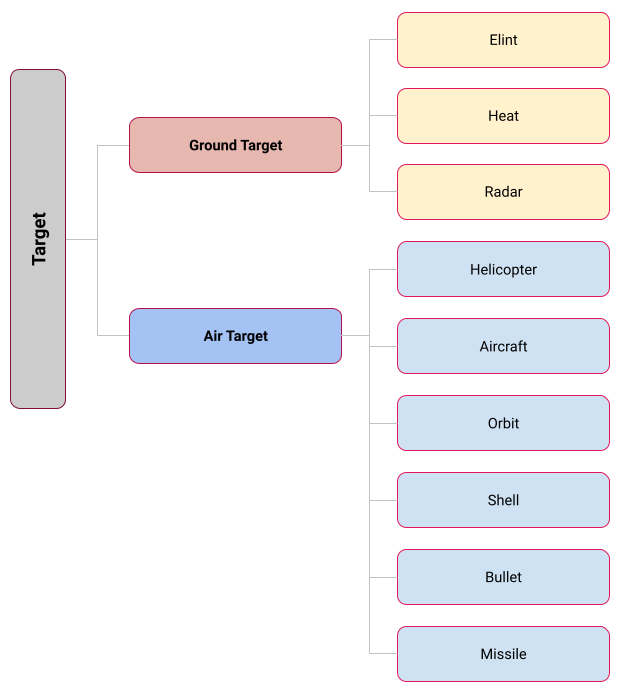 Target
Ground Target
Elint
Heat
Radar
Air Target
Helicopter
Aircraft
Orbit
Shell
Bullet
Missile